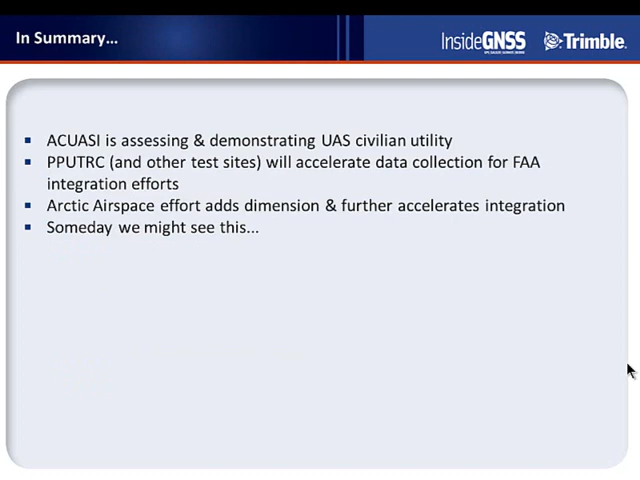 In Summary...
InsideGNSS
Trimble.
▪ ACUASI is assessing & demonstrating UAS civilian utility
▪ PPUTRC (and other test sites) will accelerate data collection for FAA
integration efforts
▪ Arctic Airspace effort adds dimension & further accelerates integration
▪ Someday we might see this...